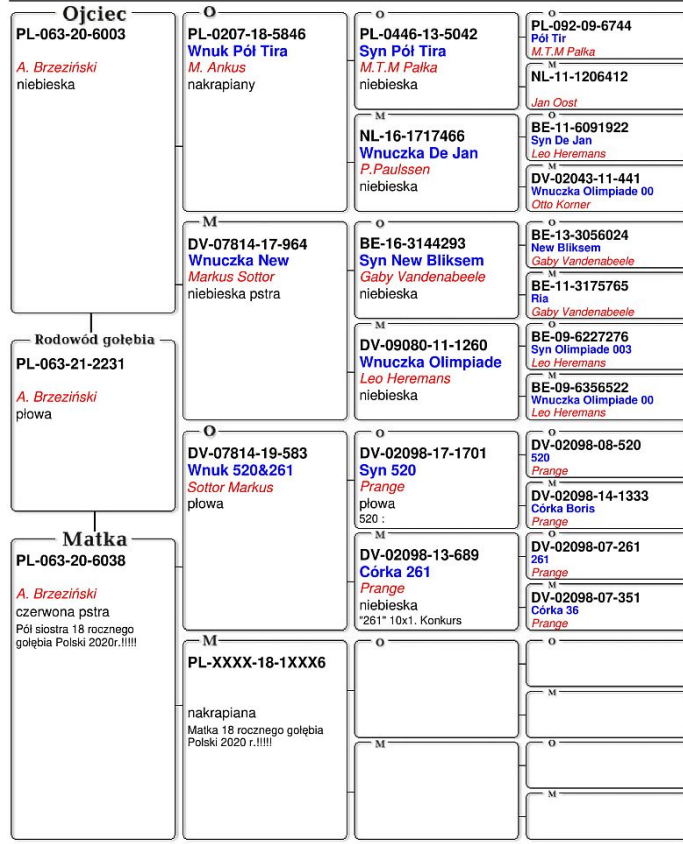 Ojciec
PL-063-20-6003
A. Brzeziński
niebieska
Rodowód gołębia
PL-063-21-2231
A. Brzeziński
płowa
Matka
PL-063-20-6038
A. Brzeziński
czerwona pstra
Pół siostra 18 rocznego
gołębia Polski 2020r.!!!!!
O
PL-0207-18-5846
Wnuk Pół Tira
M. Ankus
nakrapiany
M
DV-07814-17-964
Wnuczka New
Markus Sottor
niebieska pstra
O
DV-07814-19-583
Wnuk 520&261
Sottor Markus
płowa
M
PL-XXXX-18-1XXX6
nakrapiana
Matka 18 rocznego gołębia
Polski 2020 r.!!!!!
O
PL-0446-13-5042
Syn Pół Tira
M.T.M Pałka
niebieska
M
NL-16-1717466
Wnuczka De Jan
P.Paulssen
niebieska
O
BE-16-3144293
Syn New Bliksem
Gaby Vandenabeele
niebieska
M
DV-09080-11-1260
Wnuczka Olimpiade
Leo Heremans
niebieska
O
DV-02098-17-1701
Syn 520
Prange
płowa
520 :
M
DV-02098-13-689
Córka 261
Prange
niebieska
"261" 10x1. Konkurs
O
M
O
PL-092-09-6744
Pół Tir
M.T.M Pałka
M
NL-11-1206412
Jan Oost
O
BE-11-6091922
Syn De Jan
Leo Heremans
M
DV-02043-11-441
Wnuczka Olimpiade 00
Otto Korner
O
BE-13-3056024
New Bliksem
Gaby Vandenabeele
M
BE-11-3175765
Ria
Gaby Vandenabeele
O
BE-09-6227276
Syn Olimpiade 003
Leo Heremans
M
BE-09-6356522
Wnuczka Olimpiade 00
Leo Heremans
O
DV-02098-08-520
520
Prange
M
DV-02098-14-1333
Córka Boris
Prange
O
DV-02098-07-261
261
Prange
M
DV-02098-07-351
Córka 36
Prange
O
M
O
M